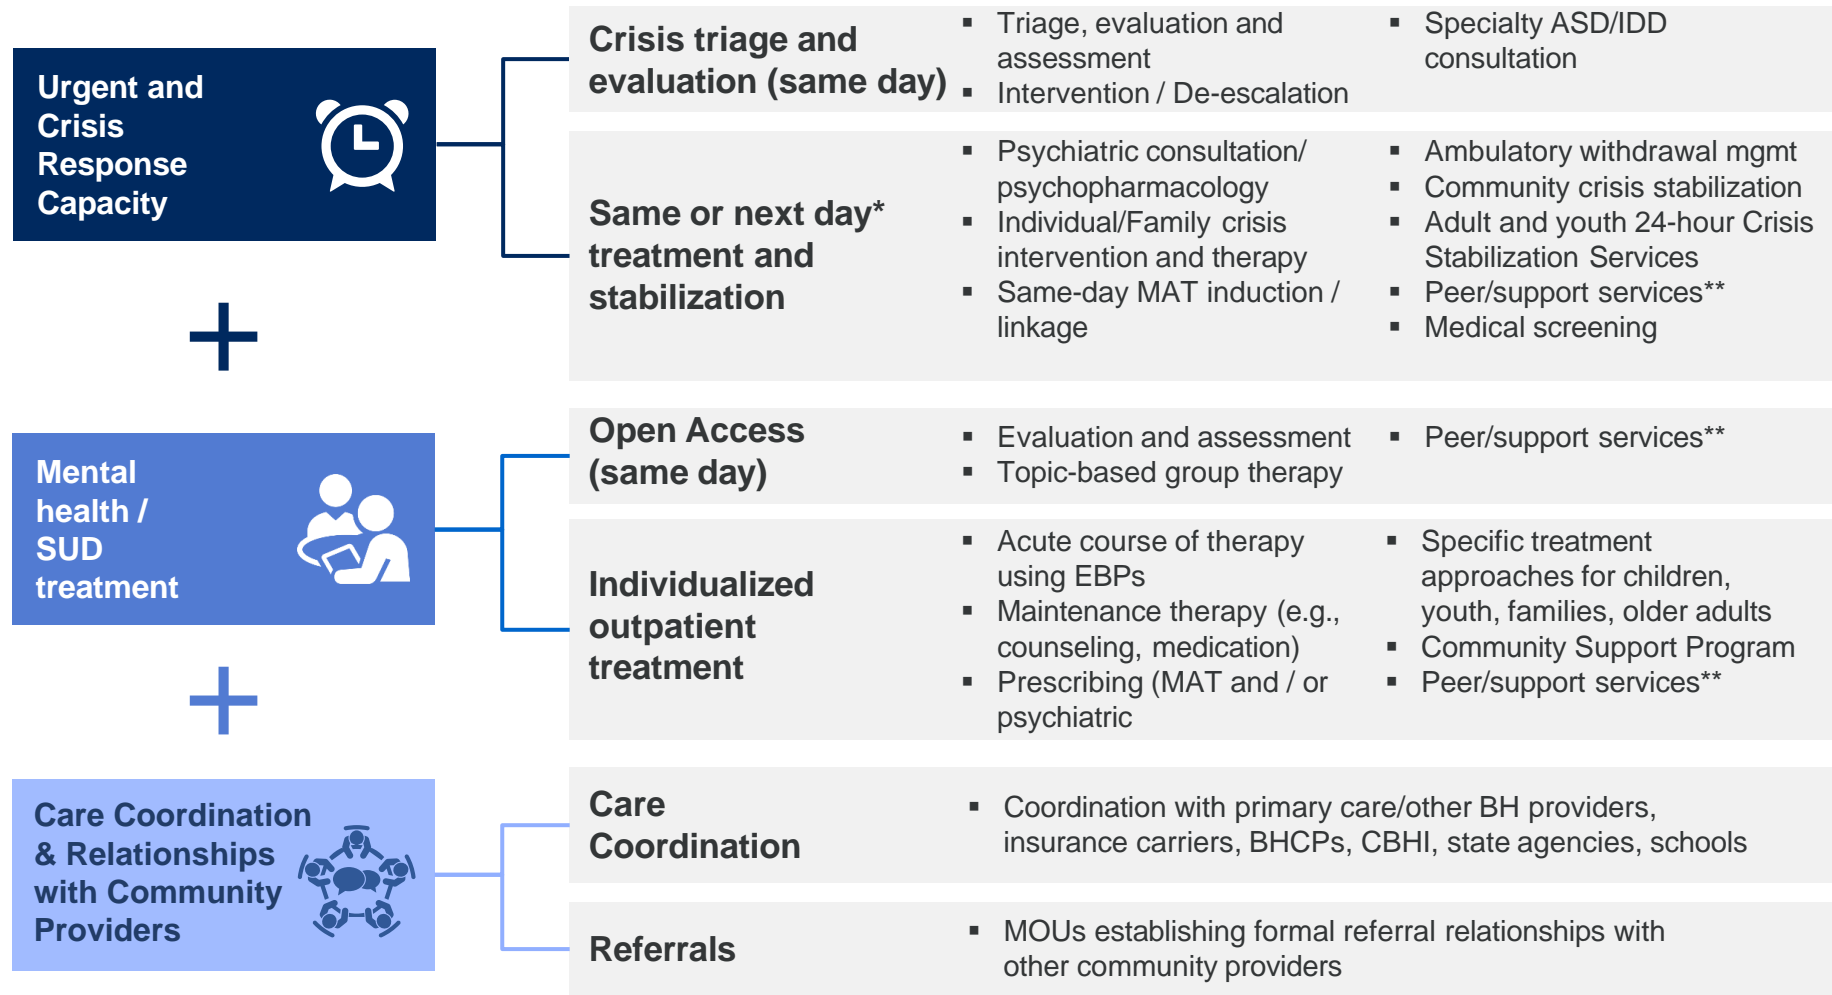 Urgent and
Crisis
Response
Capacity
Crisis triage and
evaluation (same day)
▪ Triage, evaluation and
assessment
▪ Intervention / De-escalation
▪ Specialty ASD/IDD
consultation
Same or next day*
treatment and
stabilization
▪ Psychiatric consultation/
psychopharmacology
▪ Individual/Family crisis
intervention and therapy
▪ Same-day MAT induction /
linkage
▪ Ambulatory withdrawal mgmt
▪ Community crisis stabilization
▪ Adult and youth 24-hour Crisis
Stabilization Services
▪ Peer/support services**
▪ Medical screening
+
Mental
health /
SUD
treatment
Open Access
(same day)
▪ Evaluation and assessment
▪ Topic-based group therapy
▪ Peer/support services**
Individualized
outpatient
treatment
▪ Acute course of therapy
using EBPs
▪ Maintenance therapy (e.g.,
counseling, medication)
▪ Prescribing (MAT and / or
psychiatric
▪ Specific treatment
approaches for children,
youth, families, older adults
▪ Community Support Program
▪ Peer/support services**
+
Care Coordination
& Relationships
with Community
Providers
Care
Coordination
▪ Coordination with primary care/other BH providers,
insurance carriers, BHCPs, CBHI, state agencies, schools
Referrals
▪ MOUs establishing formal referral relationships with
other community providers